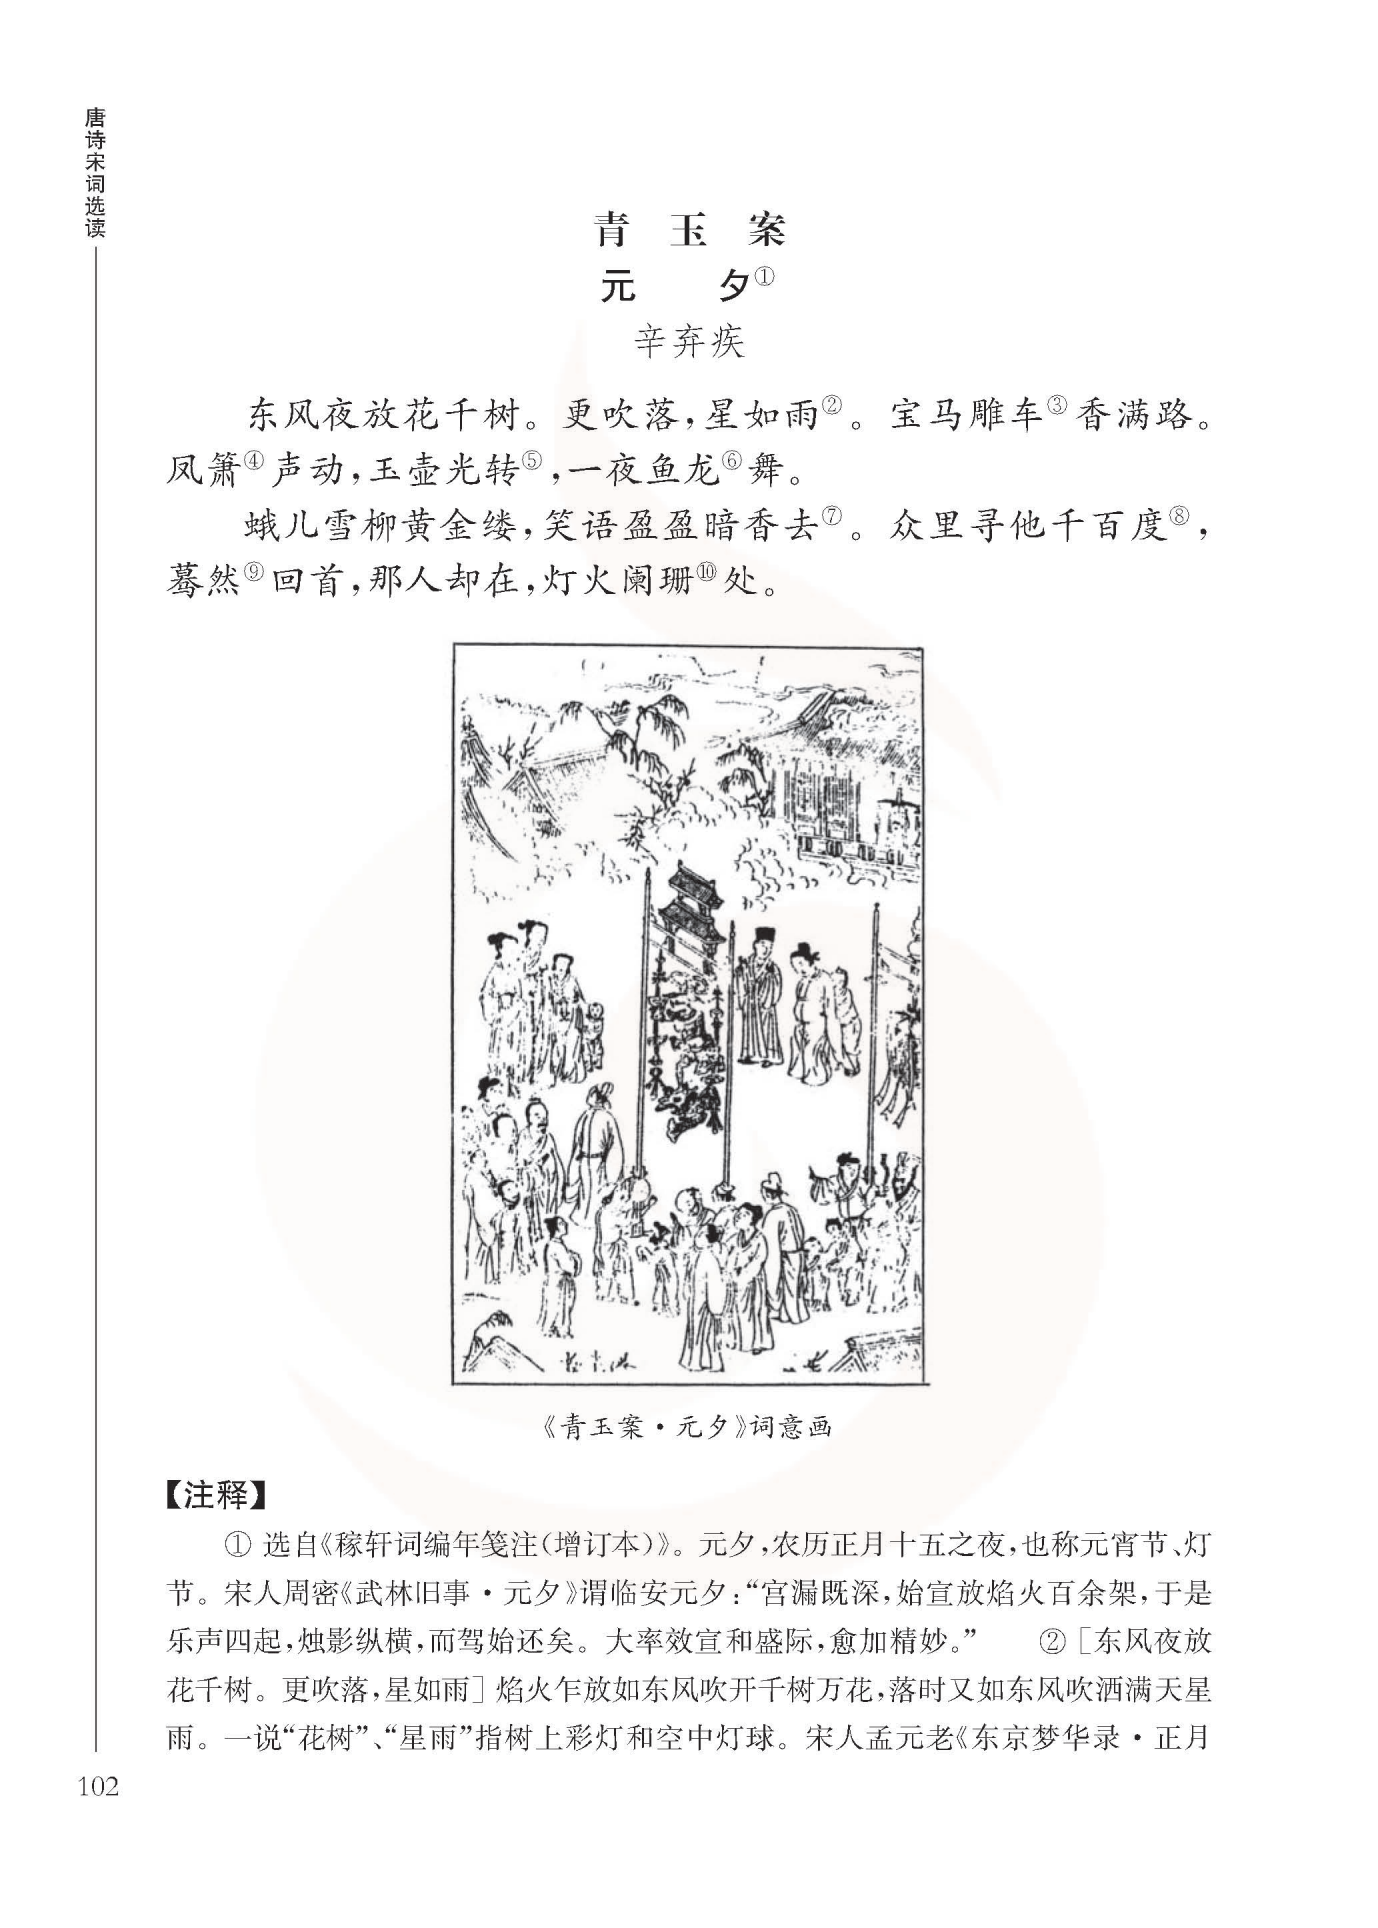 唐诗宋词选读
青玉案
元夕①
辛弃疾
东风夜放花千树。更吹落,星如雨②。宝马雕车③香满路。
凤箫④声动,玉壶光转⑤,一夜鱼龙⑥舞。
蛾儿雪柳黄金缕,笑语盈盈暗香去⑦。众里寻他千百度⑧,
蓦然⑨回首,那人却在,灯火阑珊⑩处。
《青玉案·元夕》词意画
【注释】
① 选自《稼轩词编年笺注(增订本)》。元夕,农历正月十五之夜,也称元宵节、灯
节。宋人周密《武林旧事·元夕》谓临安元夕:“宫漏既深,始宣放焰火百余架,于是
乐声四起,烛影纵横,而驾始还矣。大率效宣和盛际,愈加精妙。” ② [东风夜放
花千树。更吹落,星如雨] 焰火乍放如东风吹开千树万花,落时又如东风吹洒满天星
雨。一说“花树”、“星雨”指树上彩灯和空中灯球。宋人孟元老《东京梦华录·正月
102